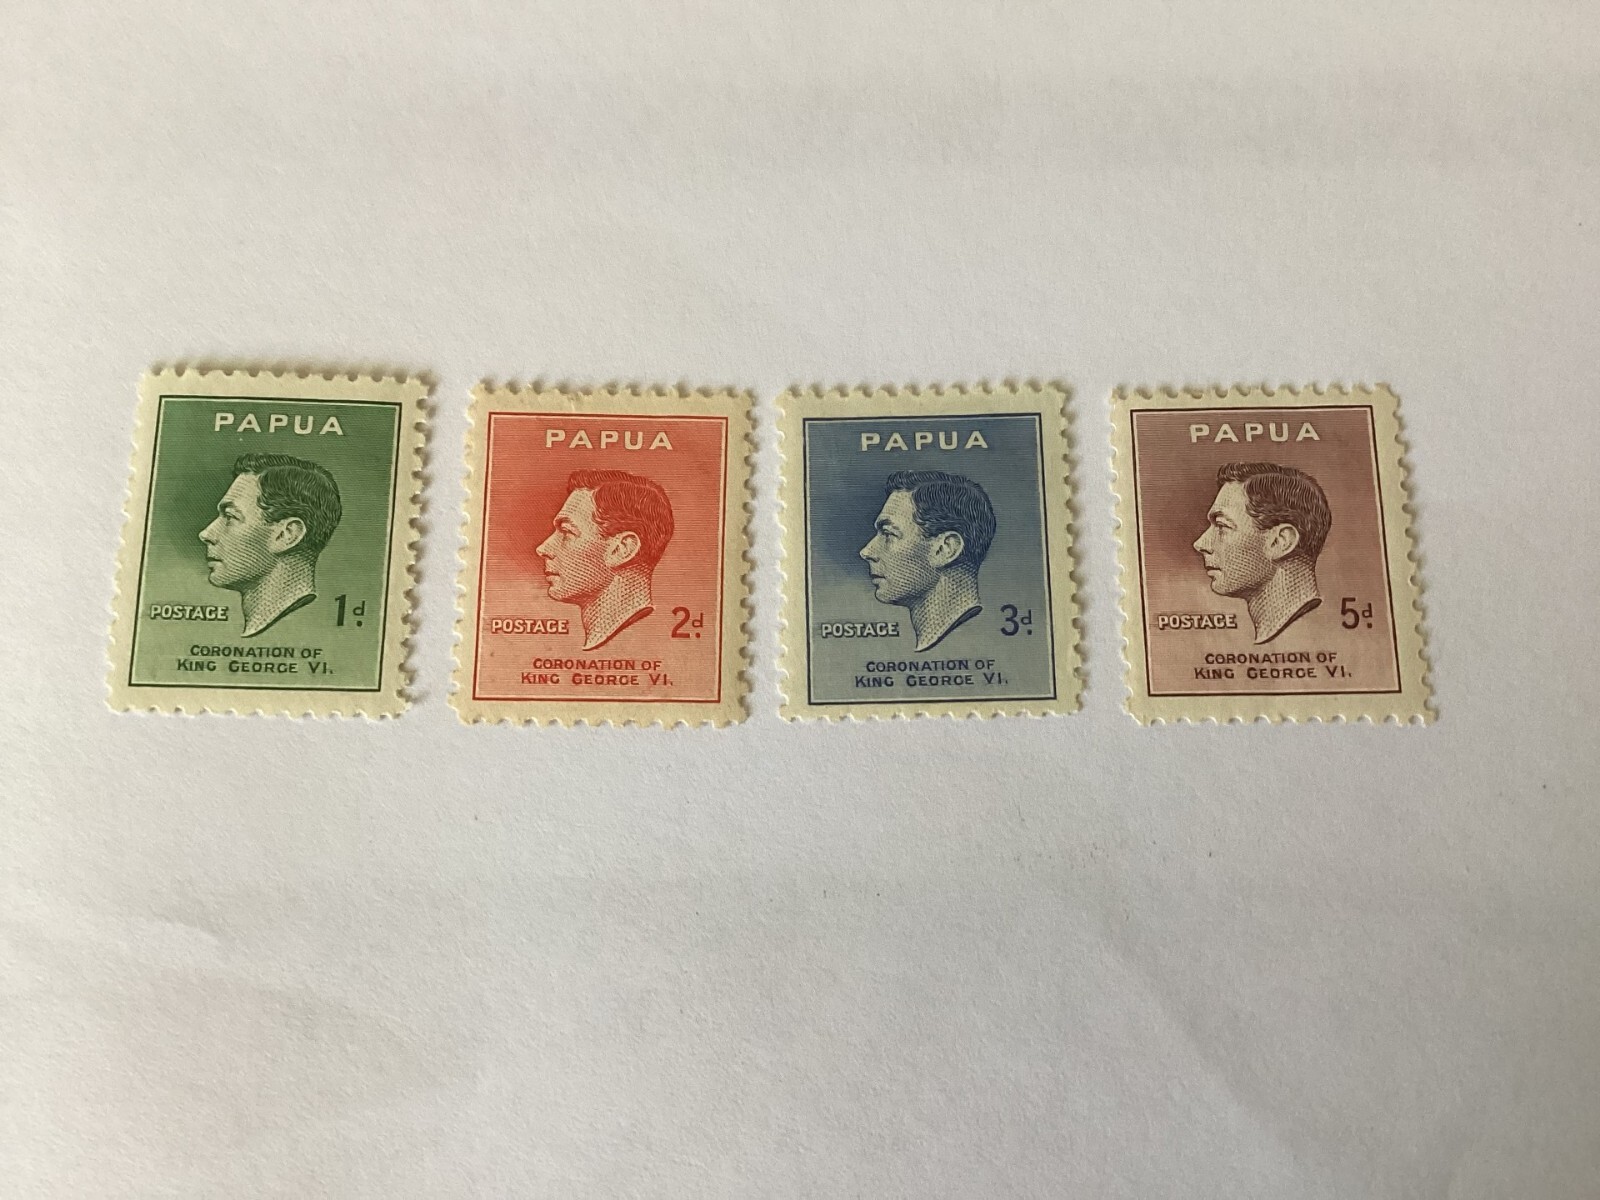 PAPUA
POSTAGE
1d.
CORONATION OF
KING GEORGE VI.
PAPUA
POSTAGE
2d.
CORONATION OF
KING GEORGE VI.
PAPUA
POSTAGE
3d.
CORONATION OF
KING GEORGE VI.
PAPUA
POSTAGE
5d.
CORONATION OF
KING GEORGE VI.